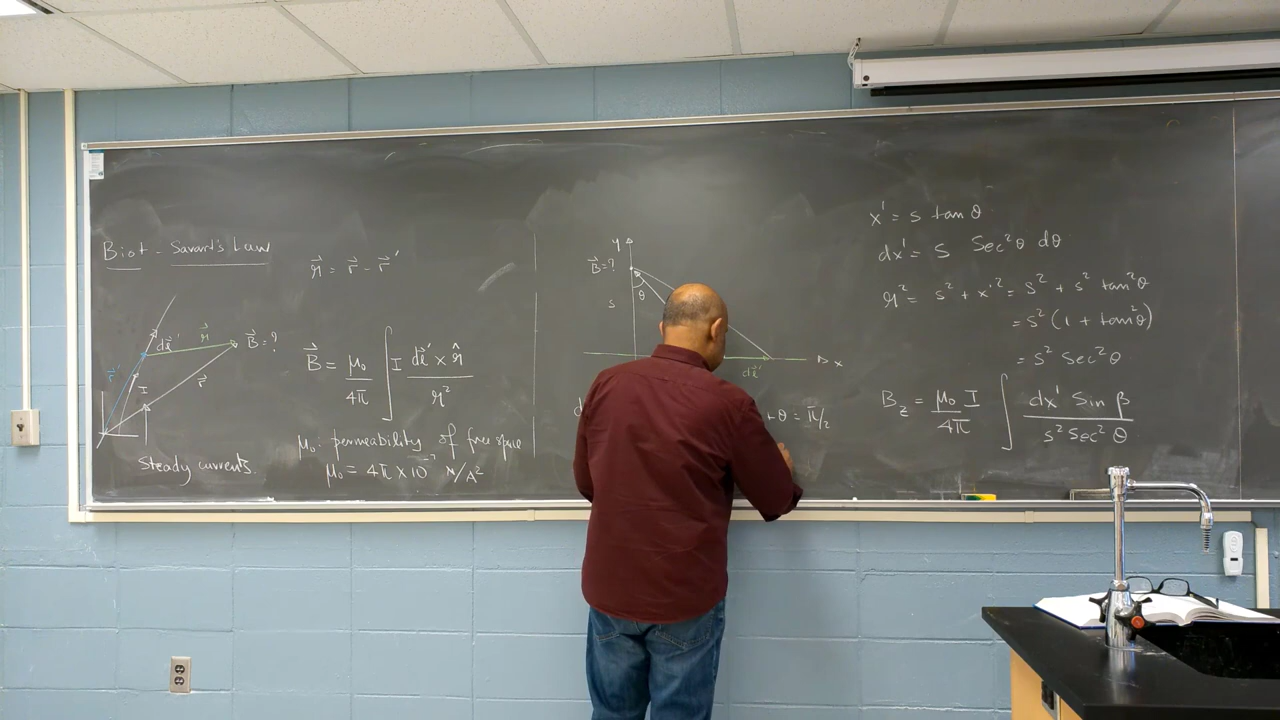 Biot - Savart's Law
𝓇⃗ = r⃗ - r⃗'
dl⃗' 𝓇⃗ B⃗ = ?
r⃗' I r⃗
B⃗ = μ₀/4π ∫ I dl⃗' × 𝓇̂ / 𝓇²
Steady currents.
μ₀: permeability of free space
μ₀ = 4π × 10⁻⁷ N/A²
y
B⃗ = ?
s θ
x
dl⃗'
+ θ = π/2
x' = s tan θ
dx' = s Sec²θ dθ
𝓇² = s² + x'² = s² + s² tan²θ
= s² (1 + tan²θ)
= s² Sec²θ
B_z = μ₀ I/4π ∫ dx' Sin β / s² Sec²θ